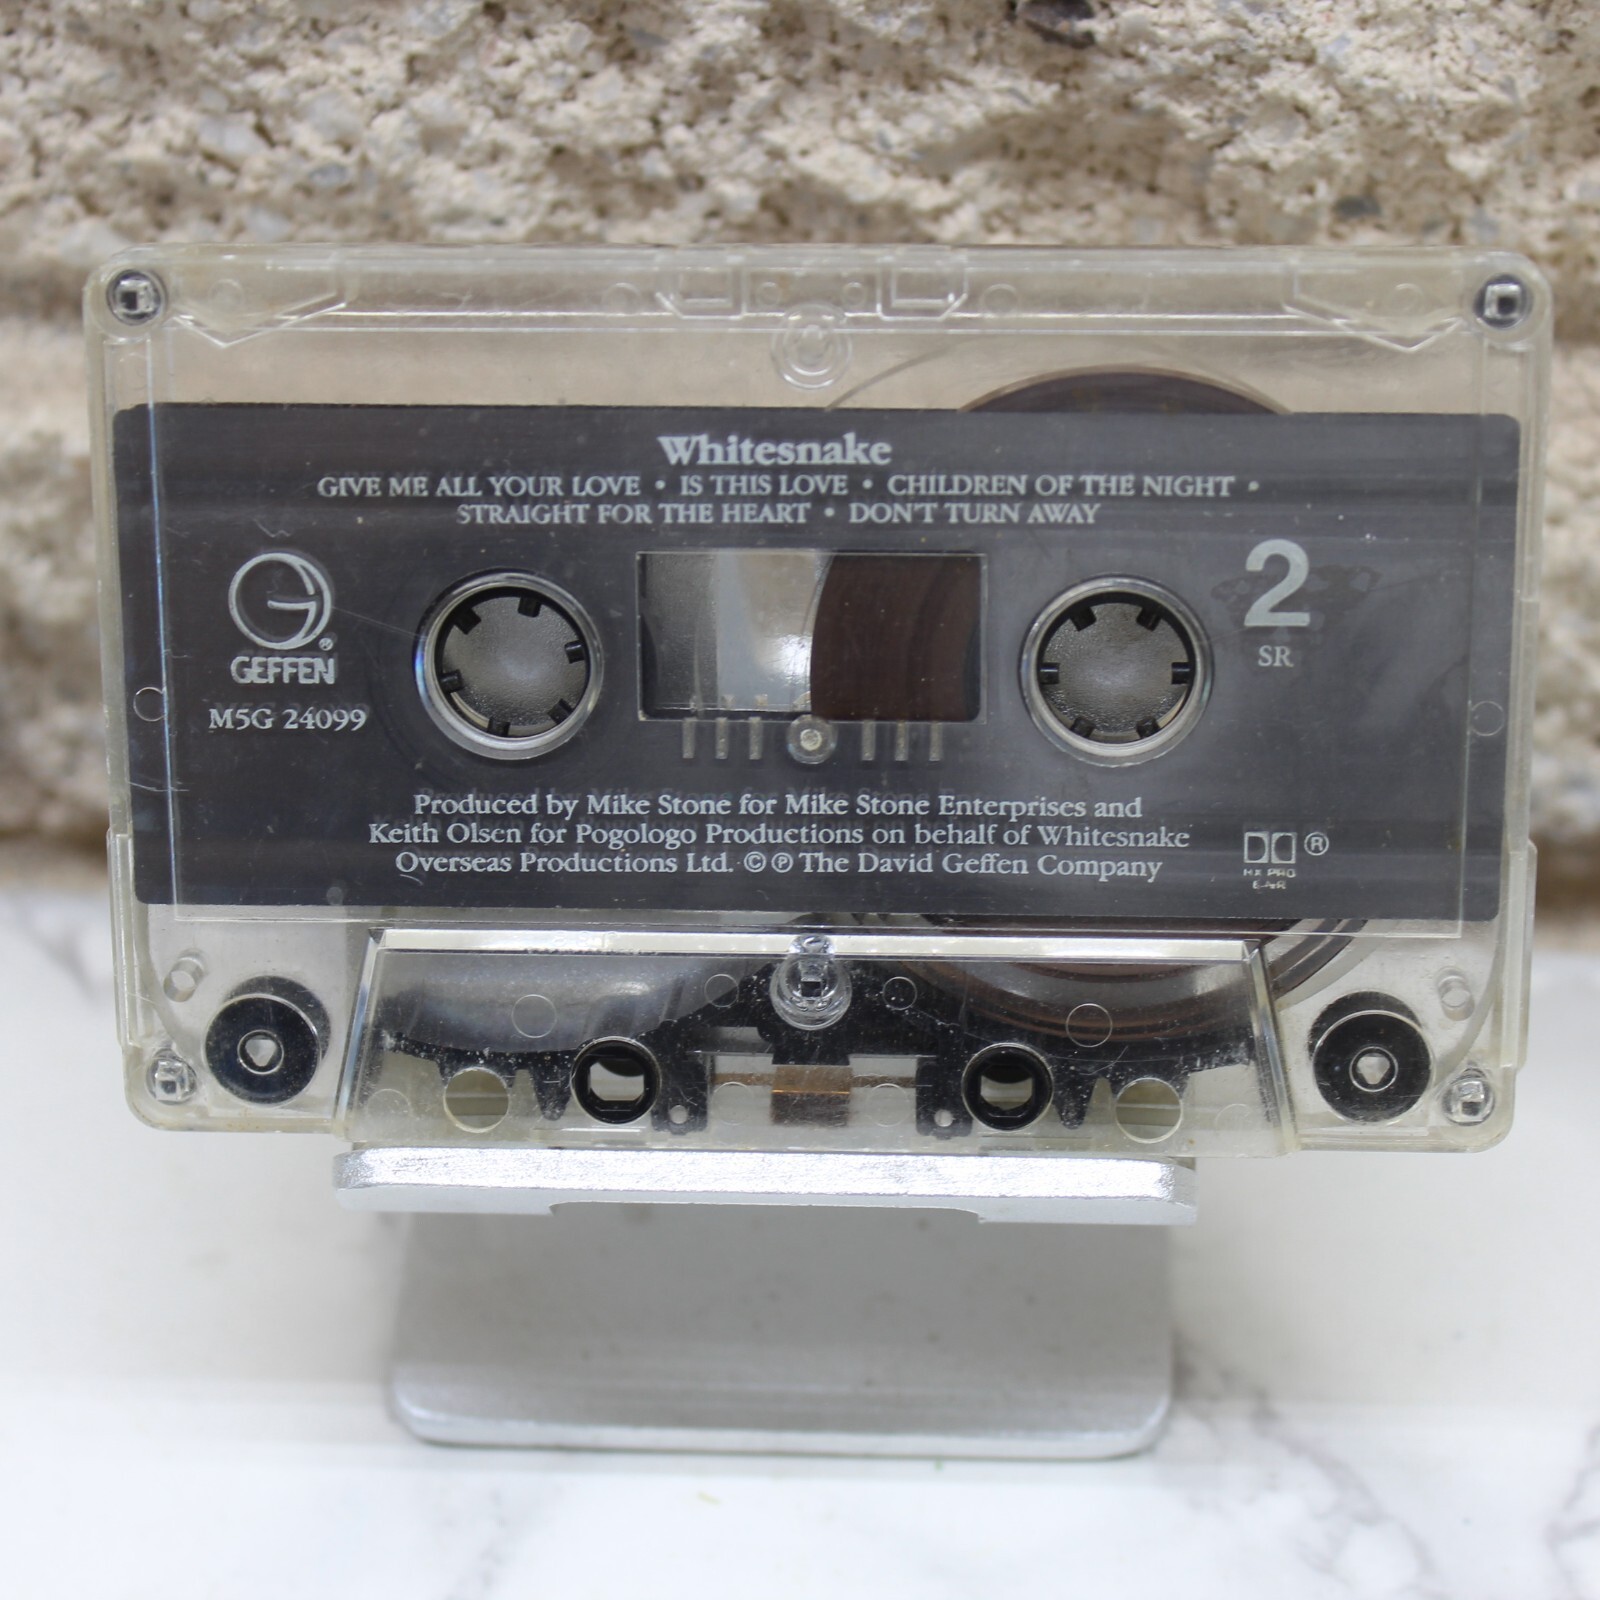 Whitesnake
GIVE ME ALL YOUR LOVE • IS THIS LOVE • CHILDREN OF THE NIGHT •
STRAIGHT FOR THE HEART • DON'T TURN AWAY
2
SR
GEFFEN®
M5G 24099
Produced by Mike Stone for Mike Stone Enterprises and
Keith Olsen for Pogologo Productions on behalf of Whitesnake
Overseas Productions Ltd. ©℗ The David Geffen Company
®
HX PRO